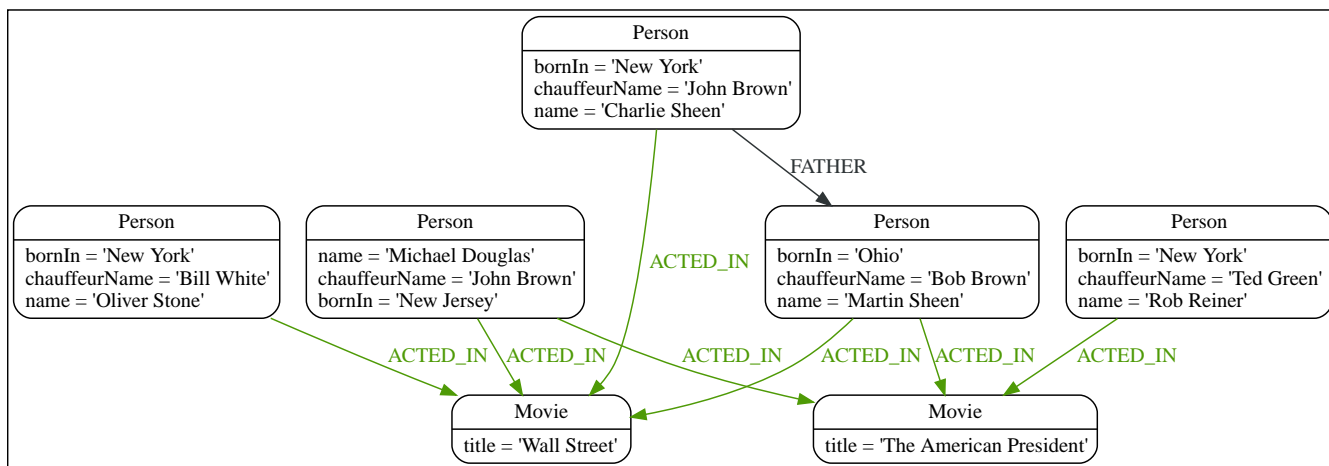 Person
bornIn = 'New York'
chauffeurName = 'John Brown'
name = 'Charlie Sheen'
FATHER
Person
bornIn = 'New York'
chauffeurName = 'Bill White'
name = 'Oliver Stone'
Person
name = 'Michael Douglas'
chauffeurName = 'John Brown'
bornIn = 'New Jersey'
ACTED_IN
Person
bornIn = 'Ohio'
chauffeurName = 'Bob Brown'
name = 'Martin Sheen'
Person
bornIn = 'New York'
chauffeurName = 'Ted Green'
name = 'Rob Reiner'
ACTED_IN
ACTED_IN
ACTED_IN
ACTED_IN
ACTED_IN
ACTED_IN
Movie
title = 'Wall Street'
Movie
title = 'The American President'